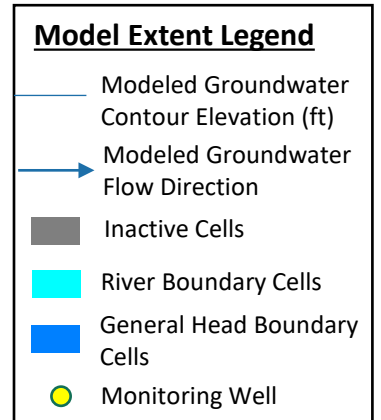 Model Extent Legend
Modeled Groundwater
Contour Elevation (ft)
Modeled Groundwater
Flow Direction
Inactive Cells
River Boundary Cells
General Head Boundary
Cells
Monitoring Well